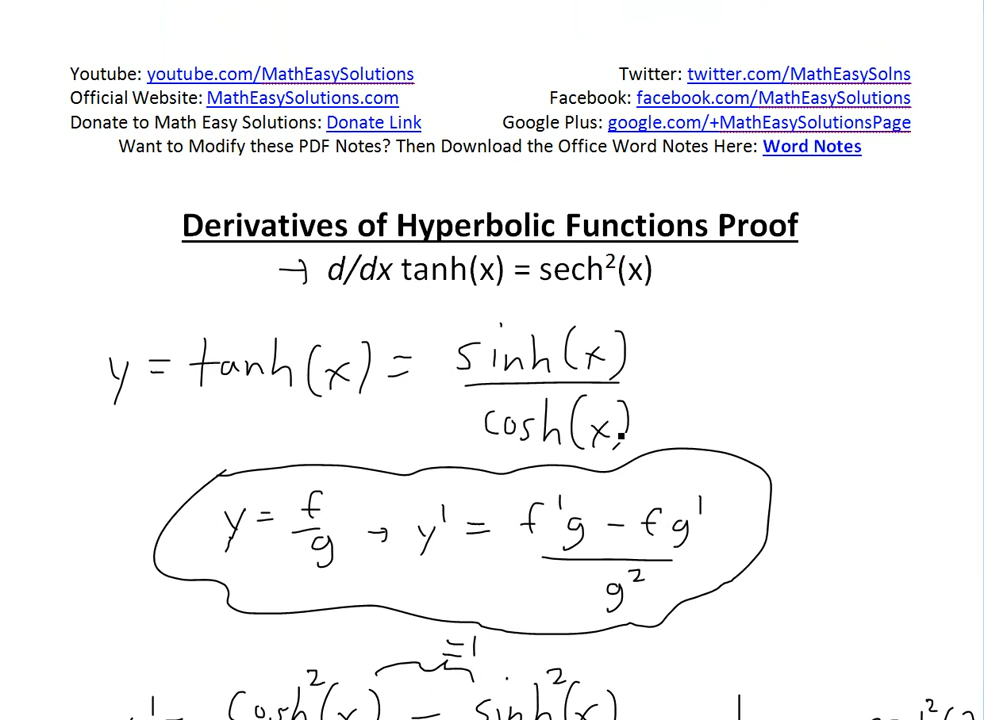 Youtube: youtube.com/MathEasySolutions Twitter: twitter.com/MathEasySolns
Official Website: MathEasySolutions.com Facebook: facebook.com/MathEasySolutions
Donate to Math Easy Solutions: Donate Link Google Plus: google.com/+MathEasySolutionsPage
Want to Modify these PDF Notes? Then Download the Office Word Notes Here: Word Notes
Derivatives of Hyperbolic Functions Proof
→ d/dx tanh(x) = sech²(x)
y = tanh(x) = sinh(x)
cosh(x)
y = f/g → y' = f'g - fg'
g²
=1
cosh²(x) - sinh²(x)